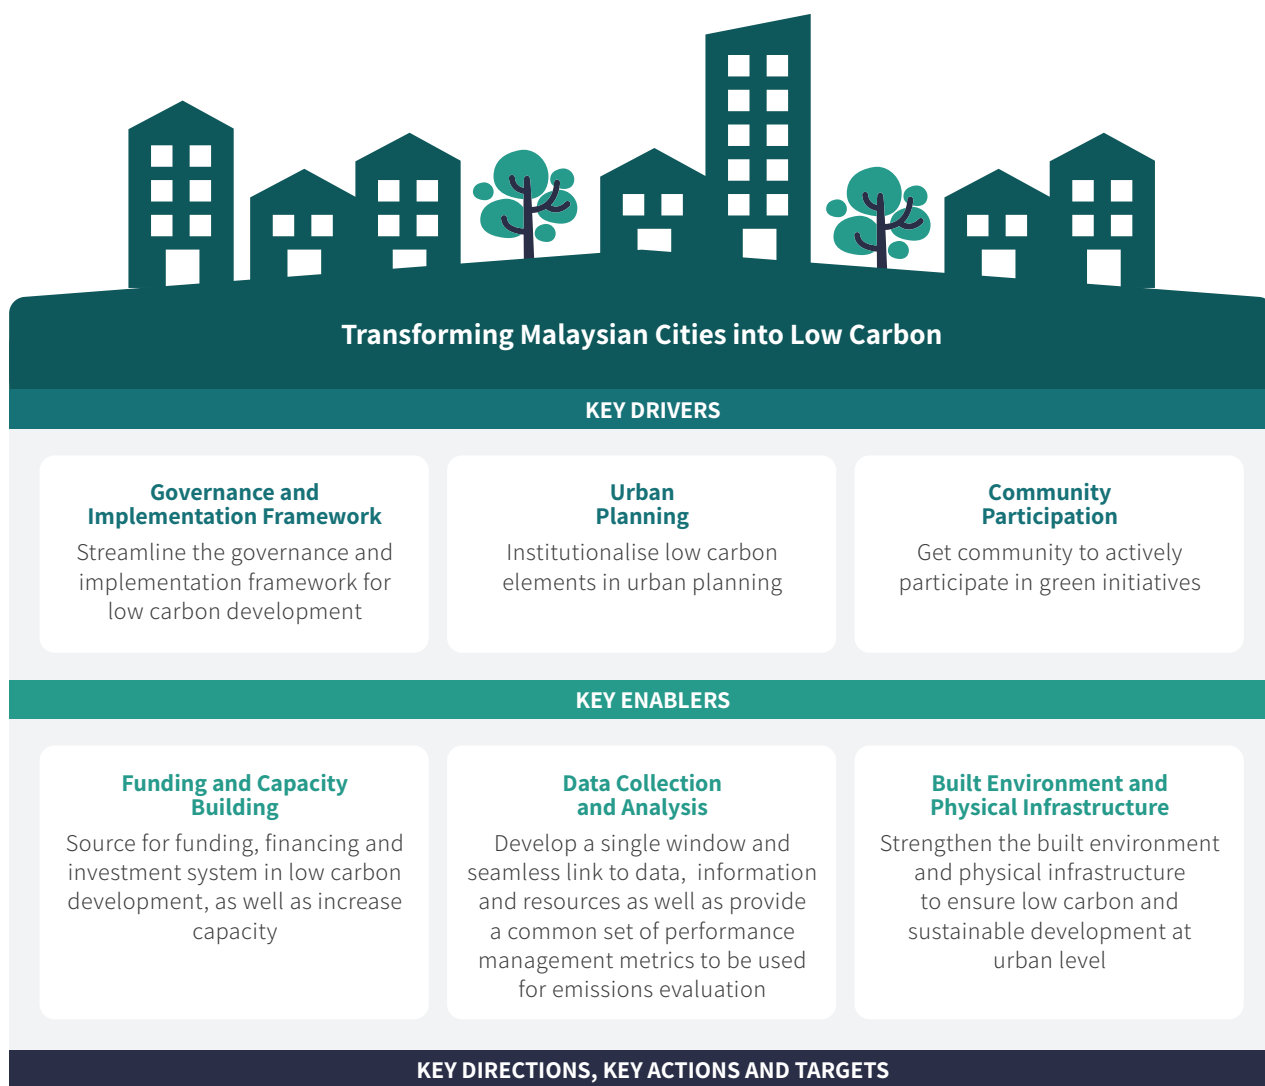 Transforming Malaysian Cities into Low Carbon
KEY DRIVERS
Governance and
Implementation Framework
Streamline the governance and
implementation framework for
low carbon development
Urban
Planning
Institutionalise low carbon
elements in urban planning
Community
Participation
Get community to actively
participate in green initiatives
KEY ENABLERS
Funding and Capacity
Building
Source for funding, financing and
investment system in low carbon
development, as well as increase
capacity
Data Collection
and Analysis
Develop a single window and
seamless link to data, information
and resources as well as provide
a common set of performance
management metrics to be used
for emissions evaluation
Built Environment and
Physical Infrastructure
Strengthen the built environment
and physical infrastructure
to ensure low carbon and
sustainable development at
urban level
KEY DIRECTIONS, KEY ACTIONS AND TARGETS